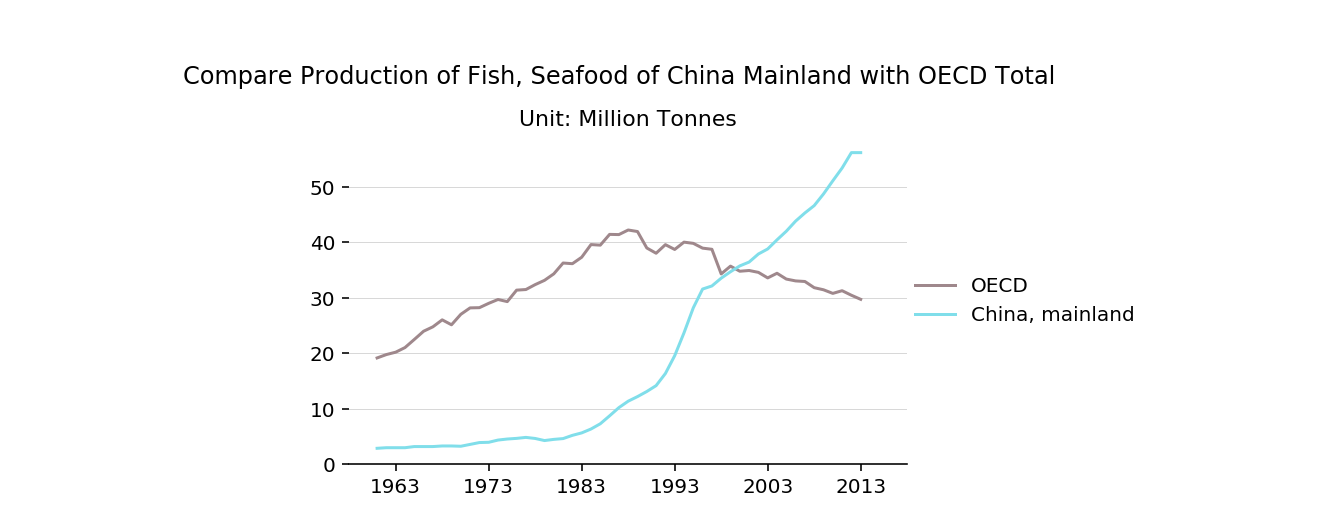 Compare Production of Fish, Seafood of China Mainland with OECD Total
Unit: Million Tonnes
50
40
30
20
10
0
1963 1973 1983 1993 2003 2013
OECD
China, mainland